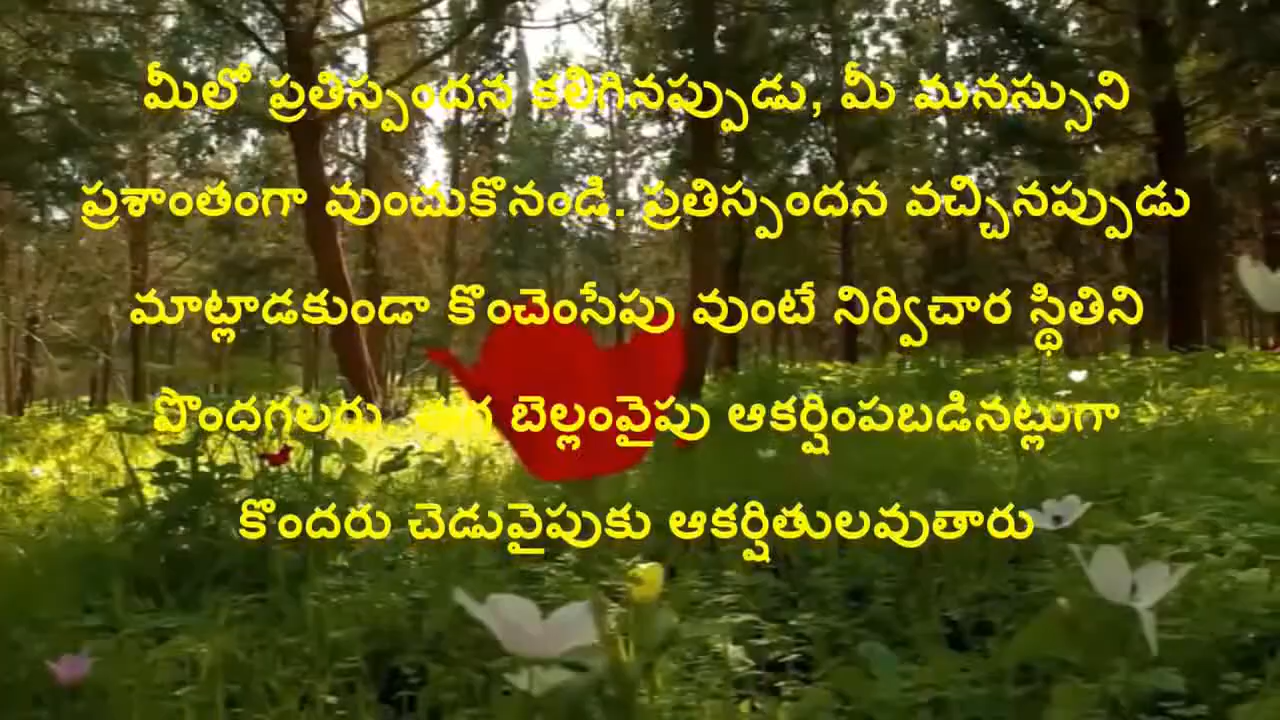 మీలో ప్రతిస్పందన కలిగినప్పుడు, మీ మనస్సుని
ప్రశాంతంగా వుంచుకొనండి. ప్రతిస్పందన వచ్చినప్పుడు
మాట్లాడకుండా కొంచెంసేపు వుంటే నిర్విచార స్థితిని
పొందగలరు. బెల్లంవైపు ఆకర్షింపబడినట్లుగా
కొందరు చెడువైపుకు ఆకర్షితులవుతారు